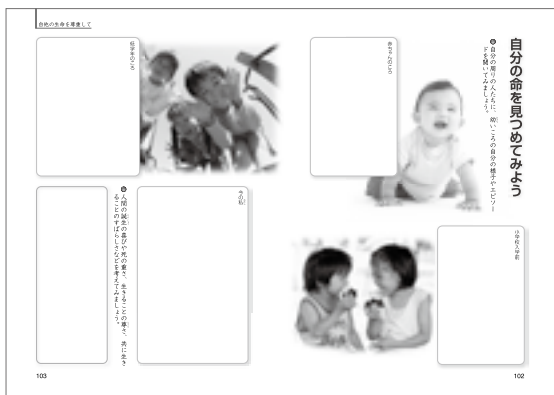 自他の生命を尊重して
自分の命を見つめてみよう
自分の周りの人たちに、幼いころの自分の様子やエピソー
ドを聞いてみましょう。
赤ちゃんのころ
小学校入学前
102
低学年のころ
今の私
人間の誕生の喜びや死の重さ、生きることの尊さ、共に生き
ることのすばらしさなどを考えてみましょう。
103